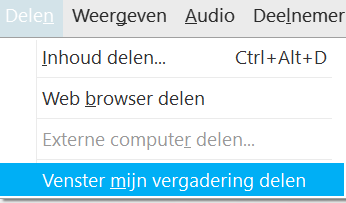 Delen Weergeven Audio Deelnemer
Inhoud delen... Ctrl+Alt+D
Web browser delen
Externe computer delen...
Venster mijn vergadering delen